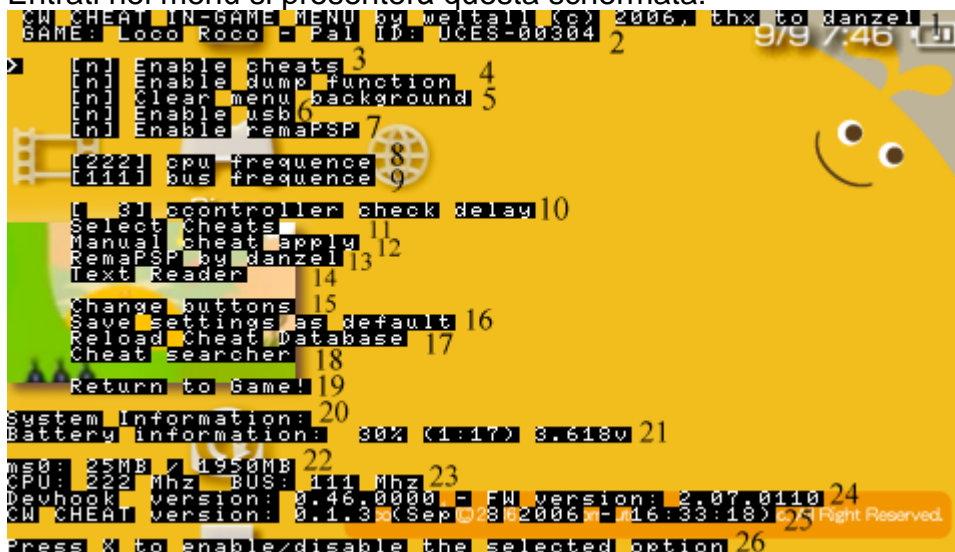 Entrati nel menu si presenterà questa schermata:
CW CHEAT IN-GAME MENU by weltall (c) 2006, thx to danzel 1
GAME: Loco Roco - Pal ID: UCES-00304 2
9/9 7:46
> [n] Enable cheats 3
[n] Enable dump function 4
[n] Clear menu background 5
[n] Enable usb 6
[n] Enable remaPSP 7
[222] cpu frequence 8
[111] bus frequence 9
[ 3] ccontroller check delay 10
Select Cheats 11
Manual cheat apply 12
RemaPSP by danzel 13
Text Reader 14
Change buttons 15
Save settings as default 16
Reload Cheat Database 17
Cheat searcher 18
Return to Game! 19
System Information: 20
Battery information: 30% (1:17) 3.618v 21
ms0: 25MB / 1950MB 22
CPU: 222 Mhz BUS: 111 Mhz 23
Devhook version: 0.46.0000. - FW version: 2.07.0110 24
CW CHEAT version: 0.1.3 (Sep 28 2006 - 16:33:18) 25
Right Reserved.
Press X to enable/disable the selected option 26